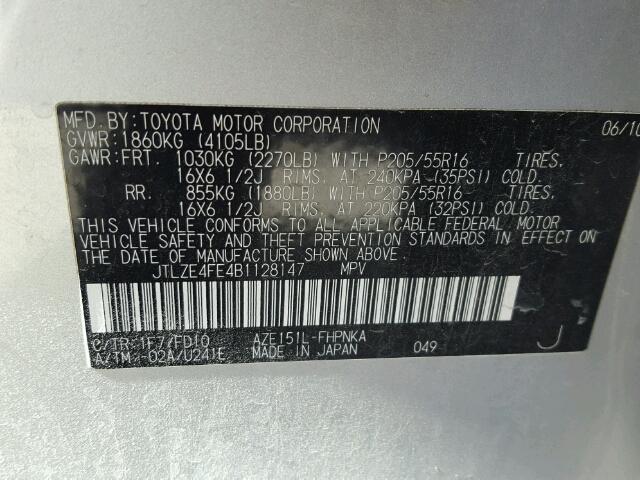 MFD. BY: TOYOTA MOTOR CORPORATION 06/10
GVWR: 1860KG (4105LB)
GAWR: FRT. 1030KG (2270LB) WITH P205/55R16 TIRES,
16X6 1/2J RIMS, AT 240KPA (35PSI) COLD.
RR. 855KG (1880LB) WITH P205/55R16 TIRES,
16X6 1/2J RIMS, AT 220KPA (32PSI) COLD.
THIS VEHICLE CONFORMS TO ALL APPLICABLE FEDERAL MOTOR
VEHICLE SAFETY AND THEFT PREVENTION STANDARDS IN EFFECT ON
THE DATE OF MANUFACTURE SHOWN ABOVE.
JTLZE4FE4B1128147 MPV
C/TR: 1F7/FD10 AZE151L-FHPNKA
A/TM: 02A/U241E MADE IN JAPAN 049 J